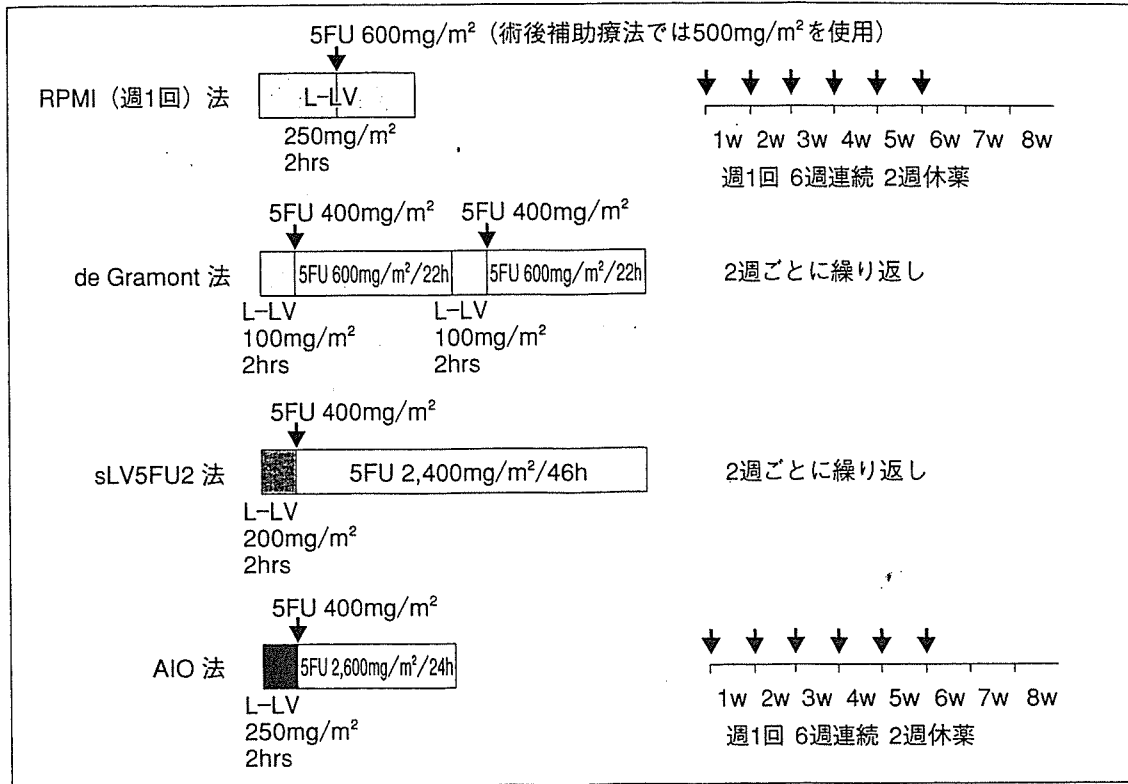 5FU 600mg/m²（術後補助療法では500mg/m²を使用）
RPMI（週1回）法
L-LV
250mg/m²
2hrs
1w 2w 3w 4w 5w 6w 7w 8w
週1回 6週連続 2週休薬
5FU 400mg/m² 5FU 400mg/m²
de Gramont 法
5FU 600mg/m²/22h 5FU 600mg/m²/22h
2週ごとに繰り返し
L-LV L-LV
100mg/m² 100mg/m²
2hrs 2hrs
5FU 400mg/m²
sLV5FU2 法
5FU 2,400mg/m²/46h
2週ごとに繰り返し
L-LV
200mg/m²
2hrs
5FU 400mg/m²
AIO 法
5FU 2,600mg/m²/24h
L-LV
250mg/m²
2hrs
1w 2w 3w 4w 5w 6w 7w 8w
週1回 6週連続 2週休薬